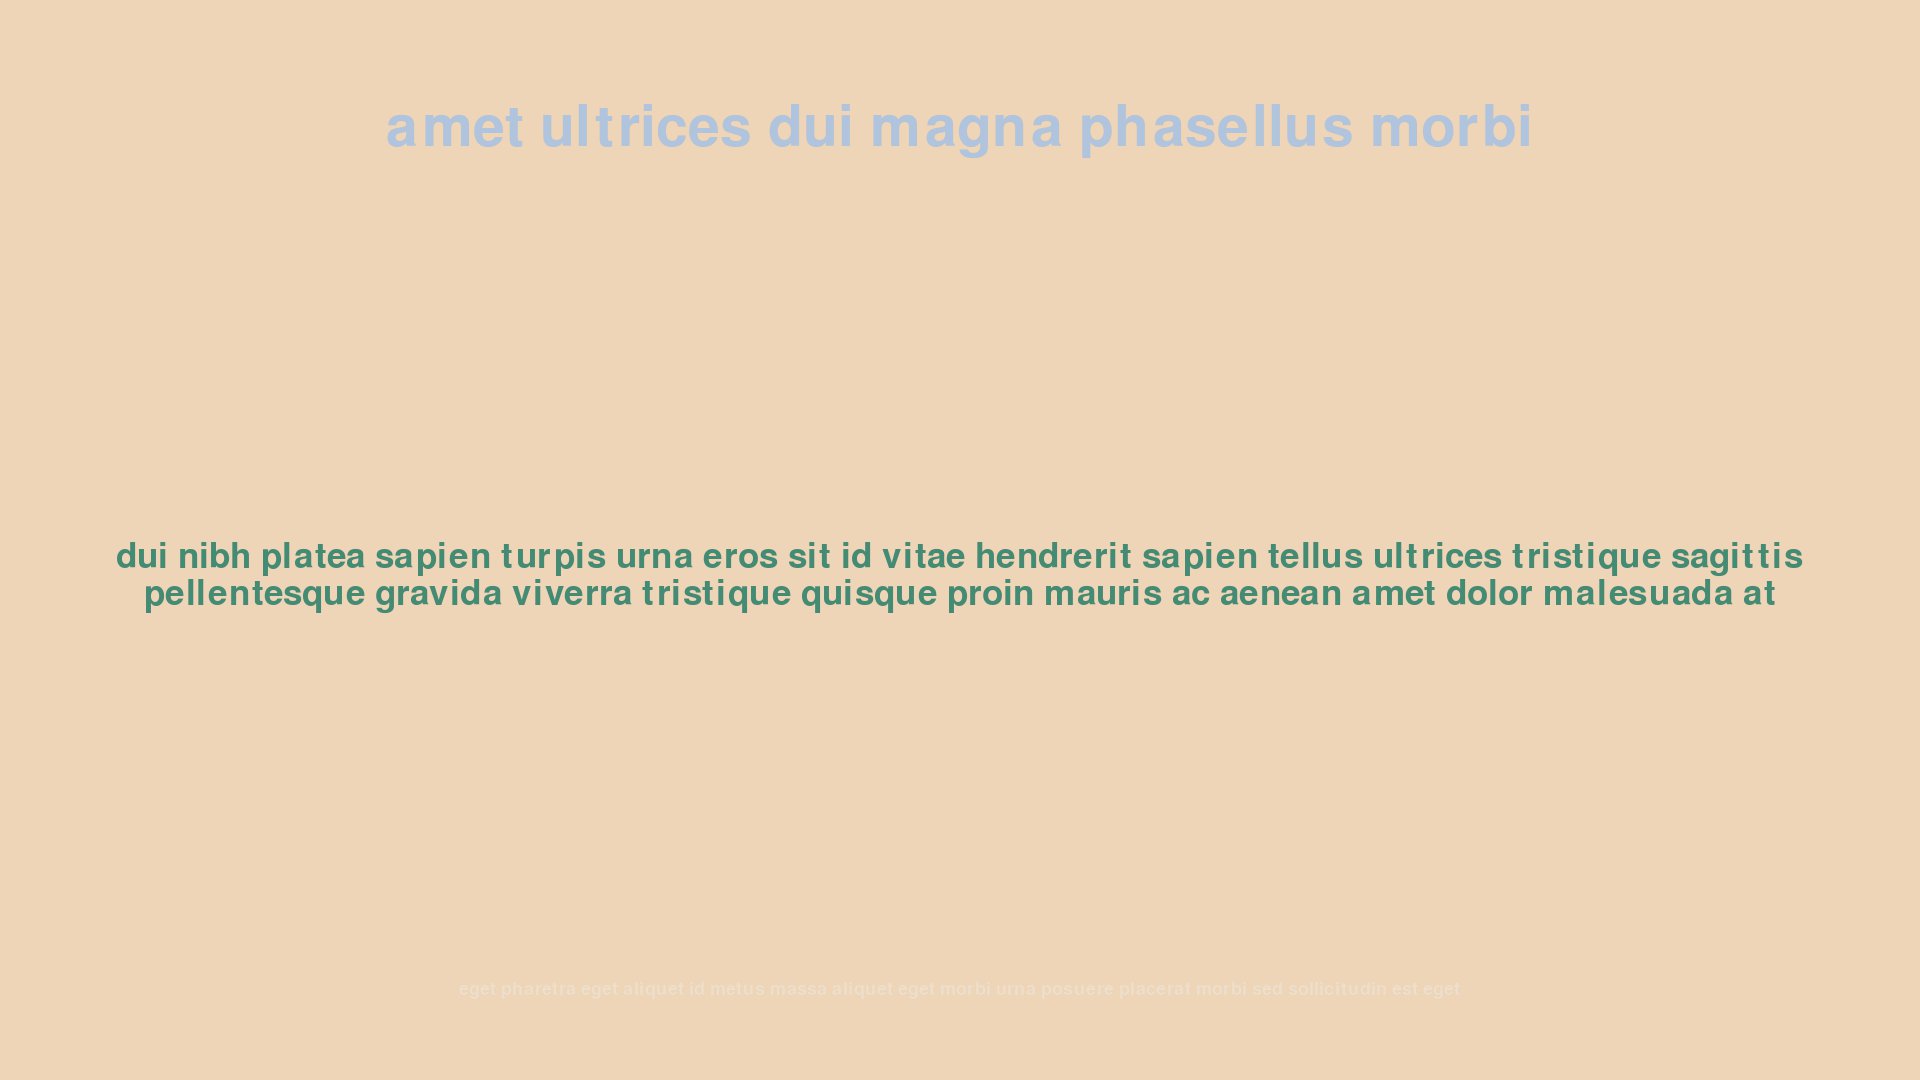 amet ultrices dui magna phasellus morbi
dui nibh platea sapien turpis urna eros sit id vitae hendrerit sapien tellus ultrices tristique sagittis
pellentesque gravida viverra tristique quisque proin mauris ac aenean amet dolor malesuada at
eget pharetra eget aliquet id metus massa aliquet eget morbi urna posuere placerat morbi sed sollicitudin est eget